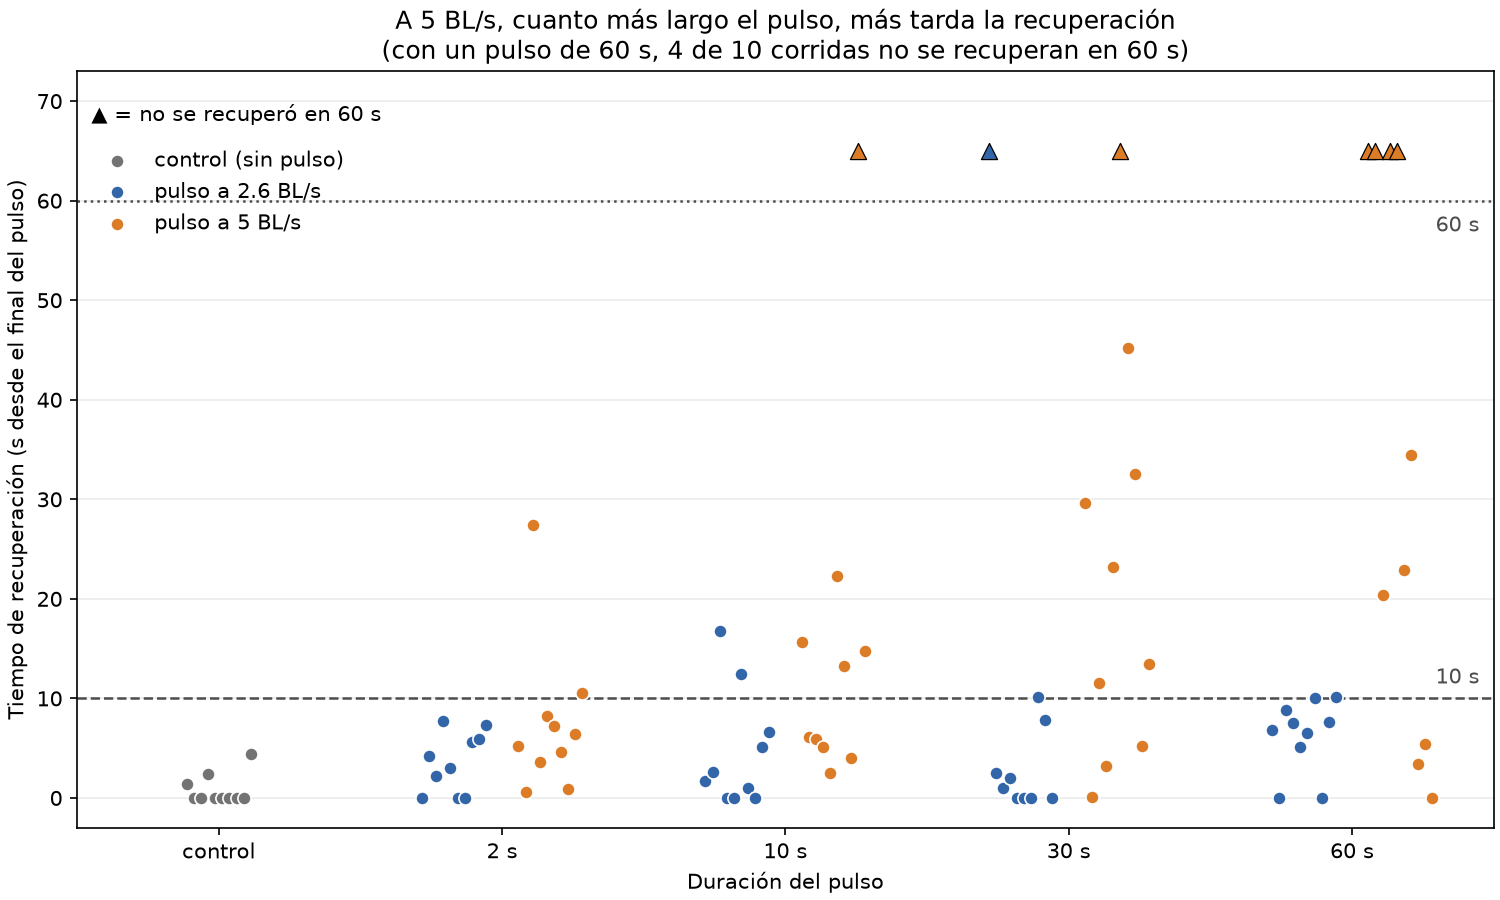 A 5 BL/s, cuanto más largo el pulso, más tarda la recuperación
(con un pulso de 60 s, 4 de 10 corridas no se recuperan en 60 s)
▲ = no se recuperó en 60 s
control (sin pulso)
pulso a 2.6 BL/s
pulso a 5 BL/s
60 s
10 s
Tiempo de recuperación (s desde el final del pulso)
70
60
50
40
30
20
10
0
control
2 s
10 s
30 s
60 s
Duración del pulso